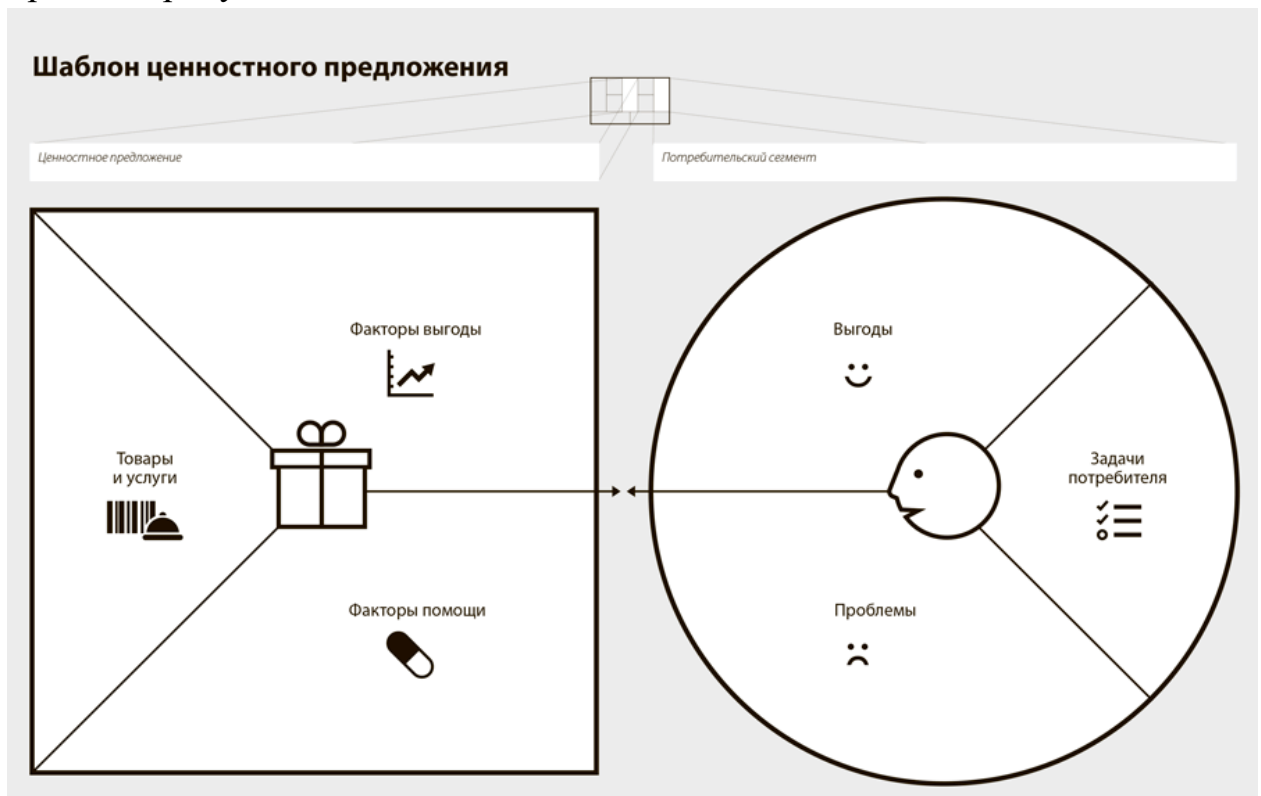 Шаблон ценностного предложения
Ценностное предложение
Потребительский сегмент
Факторы выгоды
Товары
и услуги
Факторы помощи
Выгоды
Задачи
потребителя
Проблемы